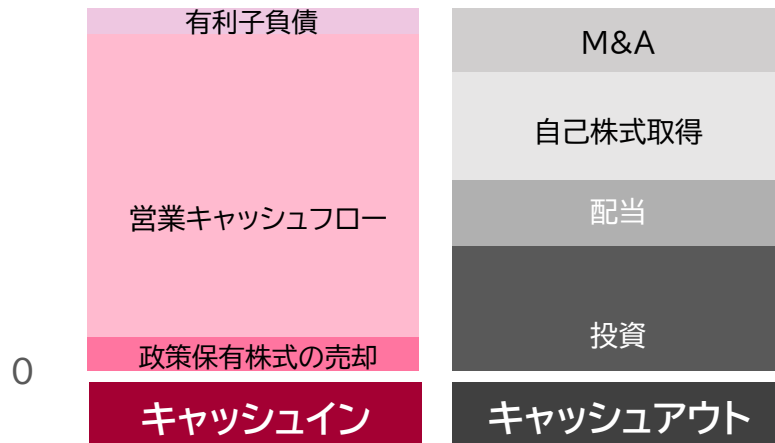 有利子負債
営業キャッシュフロー
政策保有株式の売却
0
キャッシュイン
M&A
自己株式取得
配当
投資
キャッシュアウト